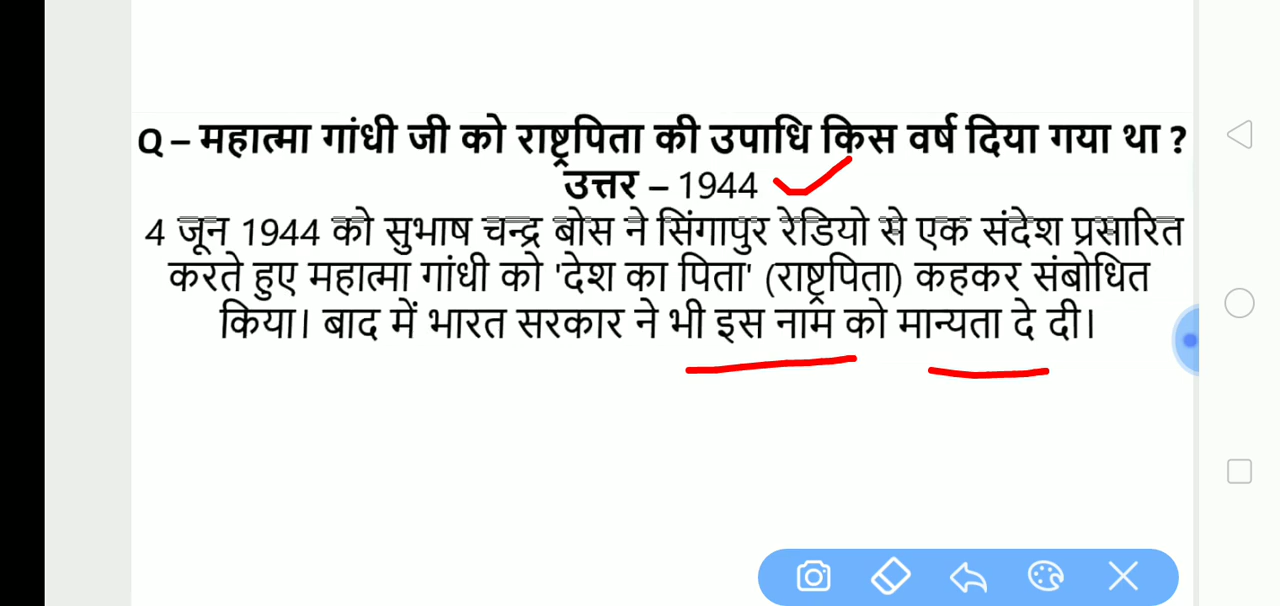 Q – महात्मा गांधी जी को राष्ट्रपिता की उपाधि किस वर्ष दिया गया था ?
उत्तर – 1944
4 जून 1944 को सुभाष चन्द्र बोस ने सिंगापुर रेडियो से एक संदेश प्रसारित
करते हुए महात्मा गांधी को 'देश का पिता' (राष्ट्रपिता) कहकर संबोधित
किया। बाद में भारत सरकार ने भी इस नाम को मान्यता दे दी।